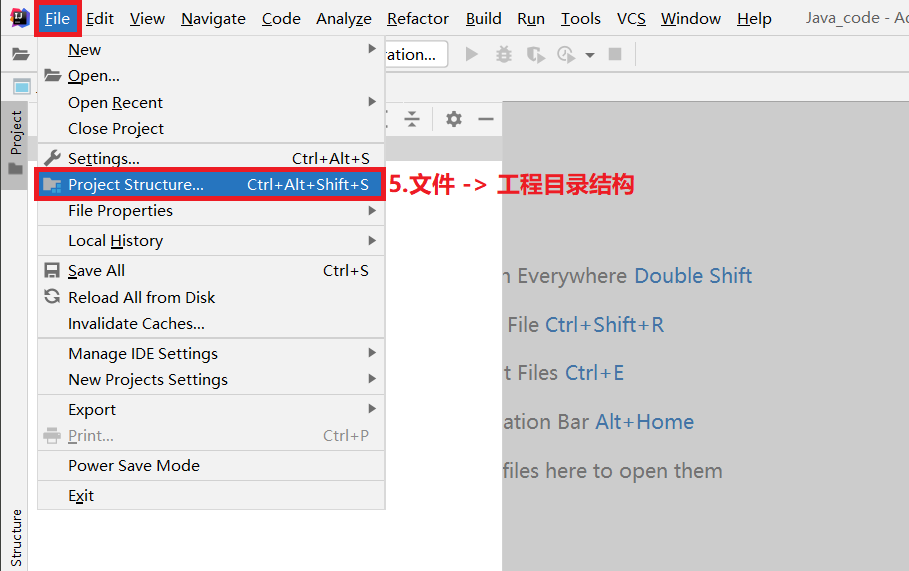 File Edit View Navigate Code Analyze Refactor Build Run Tools VCS Window Help Java_code -
New
Open...
Open Recent
Close Project
Settings... Ctrl+Alt+S
Project Structure... Ctrl+Alt+Shift+S
5.文件 -> 工程目录结构
File Properties
Local History
Save All Ctrl+S
Reload All from Disk
Invalidate Caches...
Manage IDE Settings
New Projects Settings
Export
Print... Ctrl+P
Power Save Mode
Exit
ration...
Project
Structure
Everywhere Double Shift
File Ctrl+Shift+R
t Files Ctrl+E
ation Bar Alt+Home
files here to open them